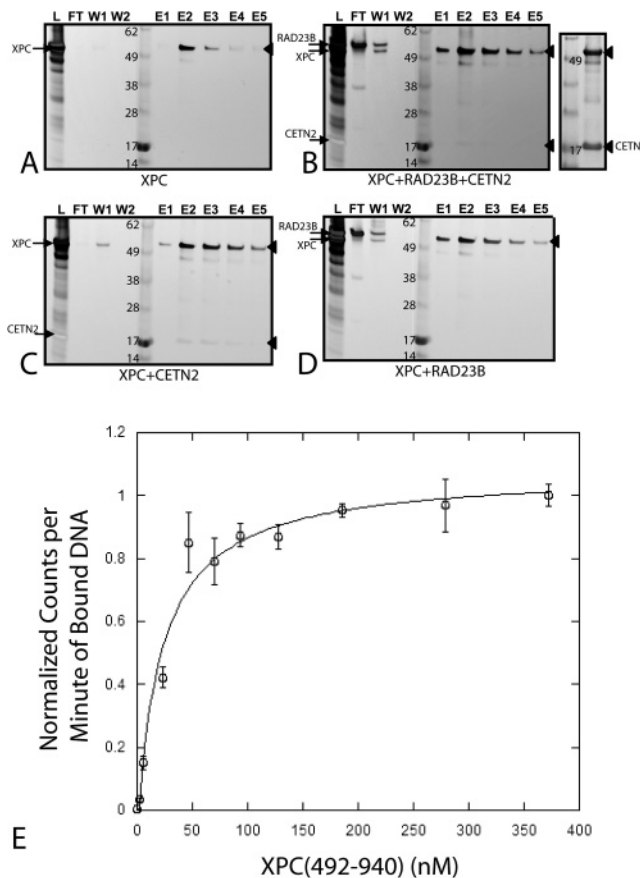 L FT W1 W2 E1 E2 E3 E4 E5
XPC
62
49
38
28
17
14
A
XPC
L FT W1 W2 E1 E2 E3 E4 E5
RAD23B
XPC
CETN2
62
49
38
28
17
14
B
XPC+RAD23B+CETN2
49
17
CETN
L FT W1 W2 E1 E2 E3 E4 E5
XPC
CETN2
62
49
38
28
17
14
C
XPC+CETN2
L FT W1 W2 E1 E2 E3 E4 E5
RAD23B
XPC
62
49
38
28
17
14
D
XPC+RAD23B
Normalized Counts per
Minute of Bound DNA
1.2
1
0.8
0.6
0.4
0.2
0
0 50 100 150 200 250 300 350 400
E
XPC(492-940) (nM)